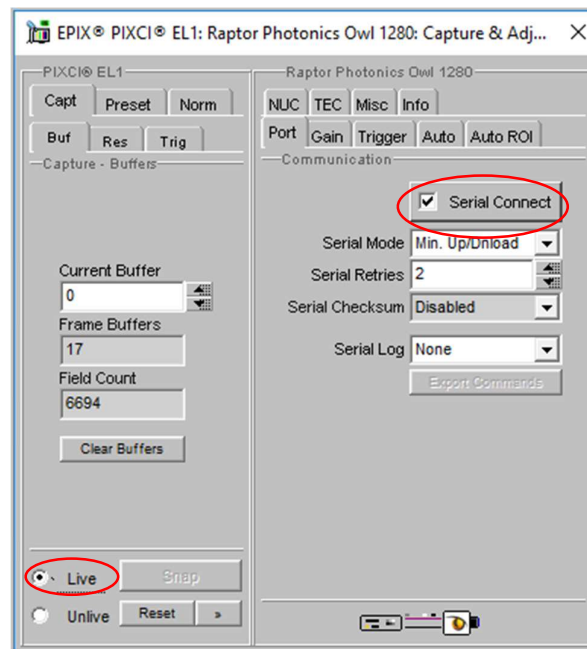 EPIX® PIXCI® EL1: Raptor Photonics Owl 1280: Capture & Adj...
PIXCI® EL1
Capt Preset Norm
Buf Res Trig
Capture - Buffers
Current Buffer
0
Frame Buffers
17
Field Count
6694
Clear Buffers
Live Snap
Unlive Reset »
Raptor Photonics Owl 1280
NUC TEC Misc Info
Port Gain Trigger Auto Auto ROI
Communication
Serial Connect
Serial Mode Min. Up/Dnload
Serial Retries 2
Serial Checksum Disabled
Serial Log None
Export Commands